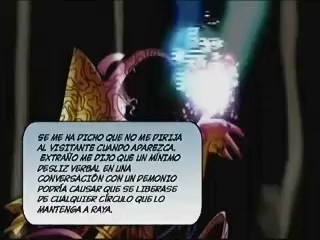 SE ME HA DICHO QUE NO ME DIRIJA
AL VISITANTE CUANDO APAREZCA.
EXTRAÑO ME DIJO QUE UN MÍNIMO
DESLIZ VERBAL EN UNA
CONVERSACIÓN CON UN DEMONIO
PODRÍA CAUSAR QUE SE LIBERASE
DE CUALQUIER CÍRCULO QUE LO
MANTENGA A RAYA.